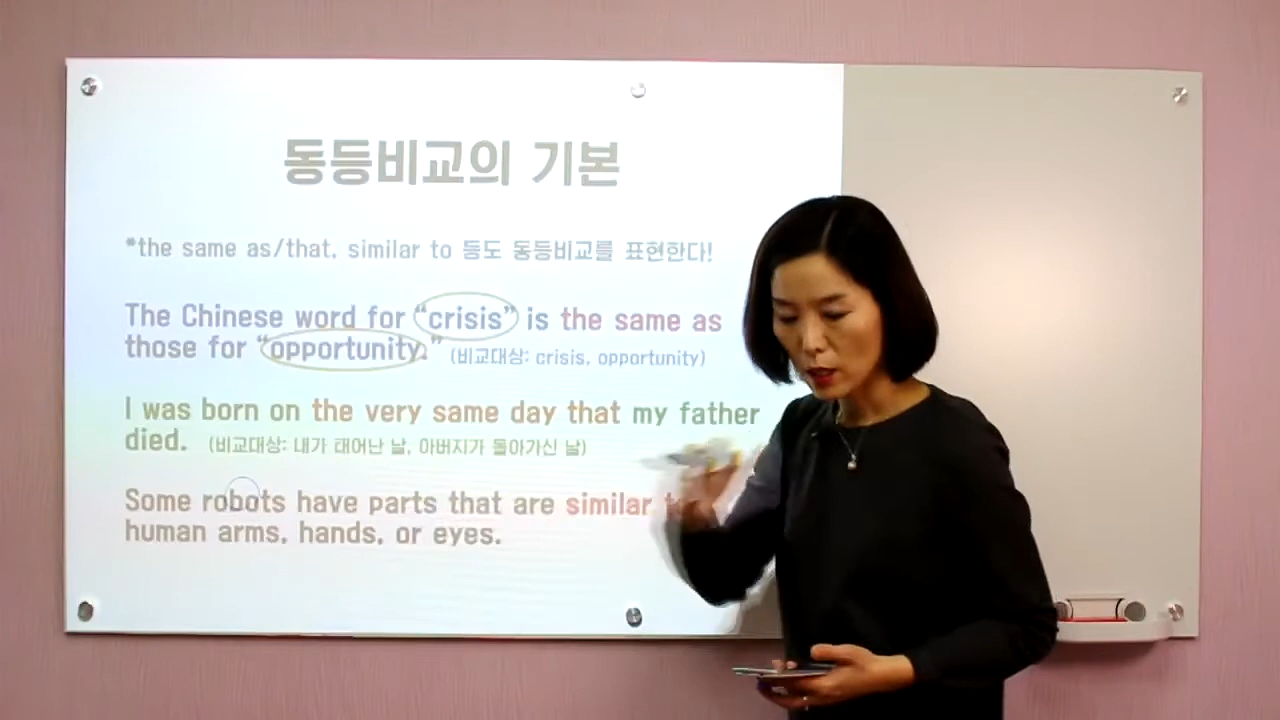 동등비교의 기본
*the same as/that, similar to 등도 동등비교를 표현한다!
The Chinese word for “crisis” is the same as
those for “opportunity.” (비교대상: crisis, opportunity)
I was born on the very same day that my father
died. (비교대상: 내가 태어난 날, 아버지가 돌아가신 날)
Some robots have parts that are similar
human arms, hands, or eyes.